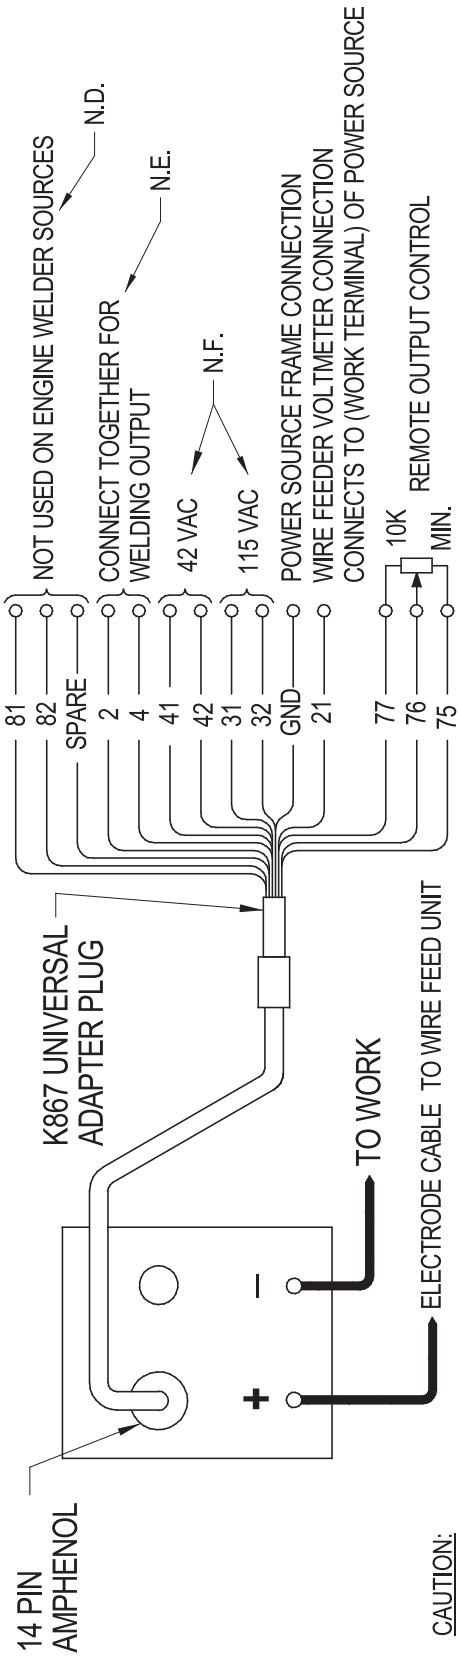 14 PIN
AMPHENOL
K867 UNIVERSAL
ADAPTER PLUG
81
82
SPARE
NOT USED ON ENGINE WELDER SOURCES
N.D.
2
4
CONNECT TOGETHER FOR
WELDING OUTPUT
N.E.
41
42
42 VAC
31
32
115 VAC
N.F.
GND
POWER SOURCE FRAME CONNECTION
21
WIRE FEEDER VOLTMETER CONNECTION
CONNECTS TO (WORK TERMINAL) OF POWER SOURCE
77
76
75
10K
MIN.
REMOTE OUTPUT CONTROL
+
–
TO WORK
ELECTRODE CABLE TO WIRE FEED UNIT
CAUTION: